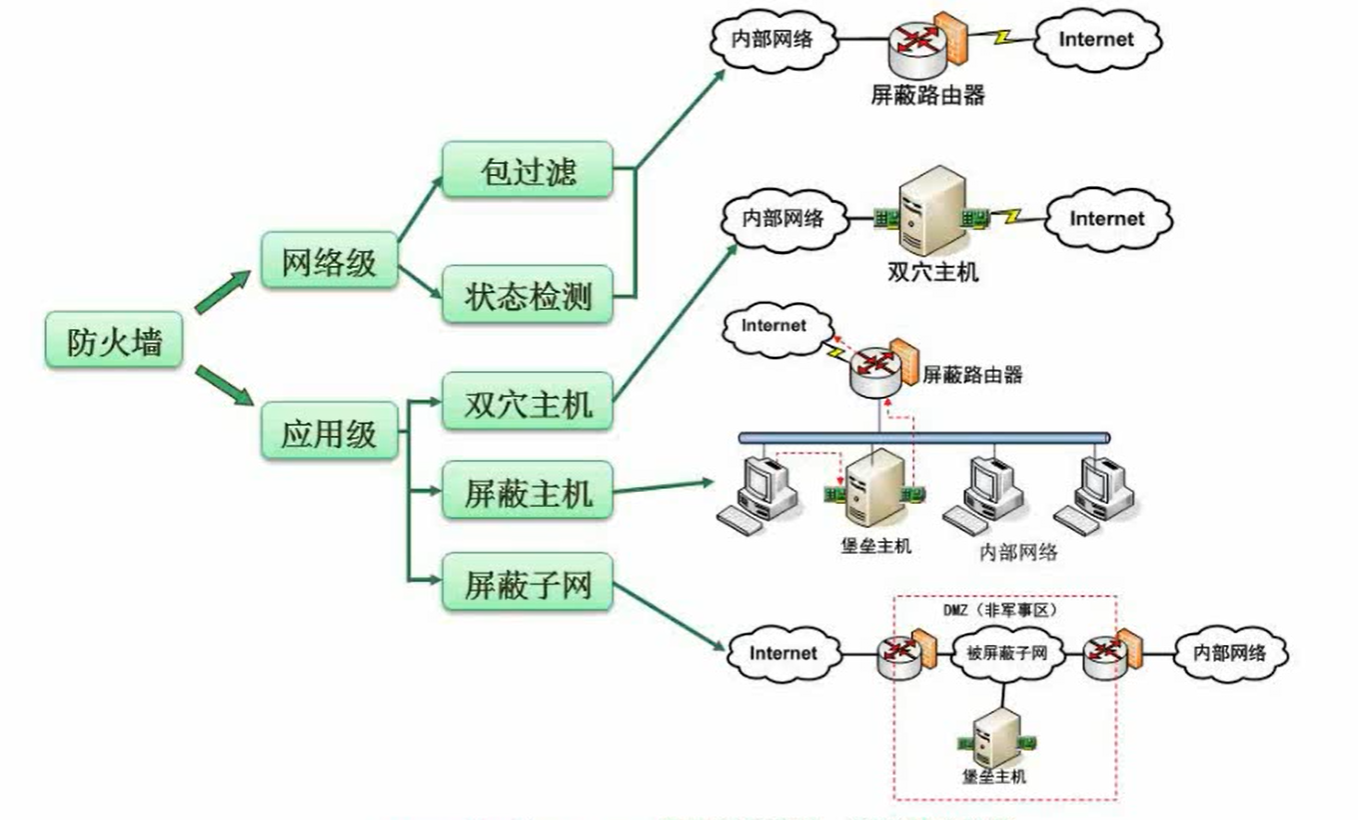 内部网络
Internet
屏蔽路由器
包过滤
内部网络
Internet
双穴主机
网络级
状态检测
防火墙
Internet
屏蔽路由器
双穴主机
应用级
屏蔽主机
堡垒主机
内部网络
屏蔽子网
DMZ（非军事区）
Internet
被屏蔽子网
内部网络
堡垒主机